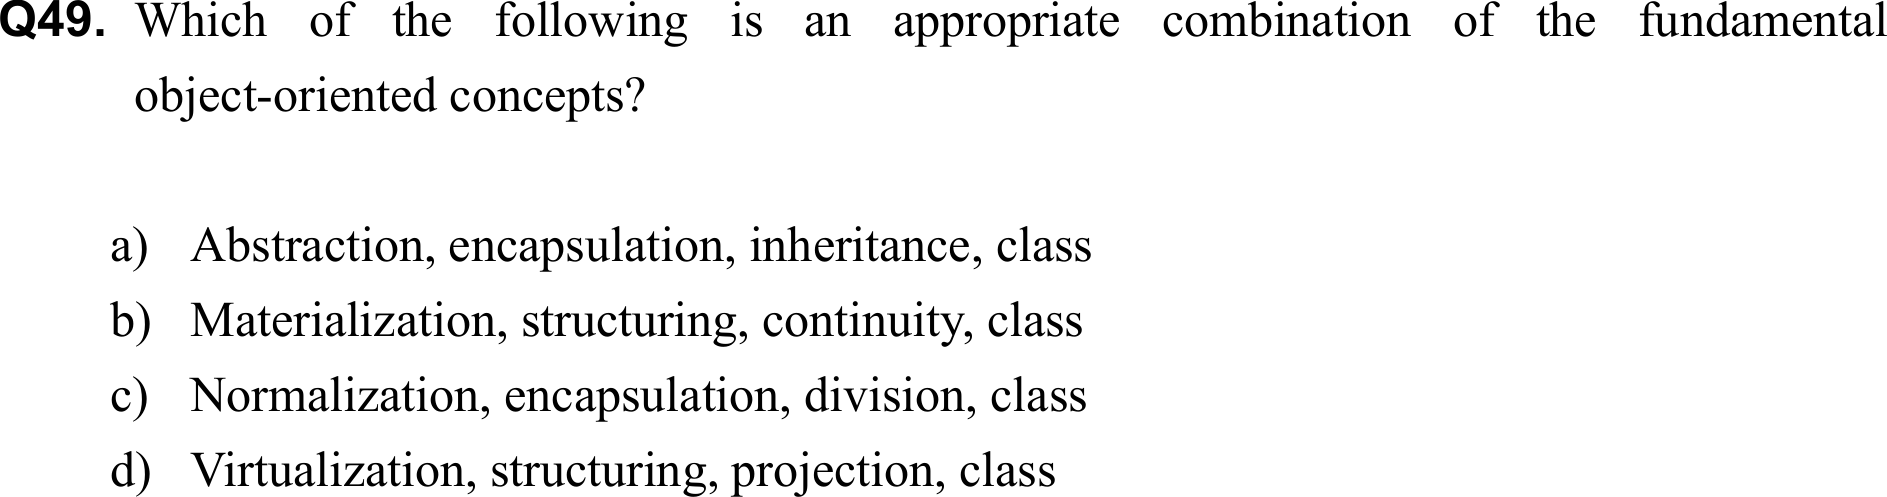 Q49. Which of the following is an appropriate combination of the fundamental
object-oriented concepts?
a) Abstraction, encapsulation, inheritance, class
b) Materialization, structuring, continuity, class
c) Normalization, encapsulation, division, class
d) Virtualization, structuring, projection, class